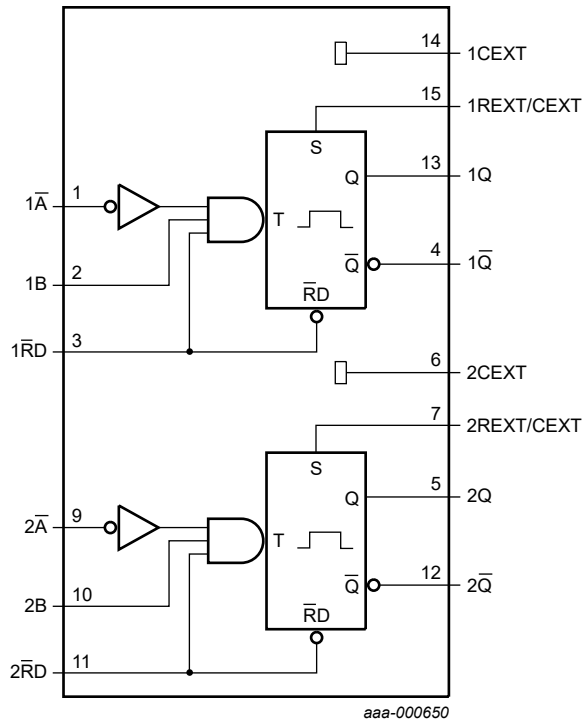 14 1CEXT
15 1REXT/CEXT
S
Q 13 1Q
1A̅ 1
T
Q̅ 4 1Q̅
1B 2
R̅D
1R̅D 3
6 2CEXT
7 2REXT/CEXT
S
Q 5 2Q
2A̅ 9
T
Q̅ 12 2Q̅
2B 10
R̅D
2R̅D 11
aaa-000650